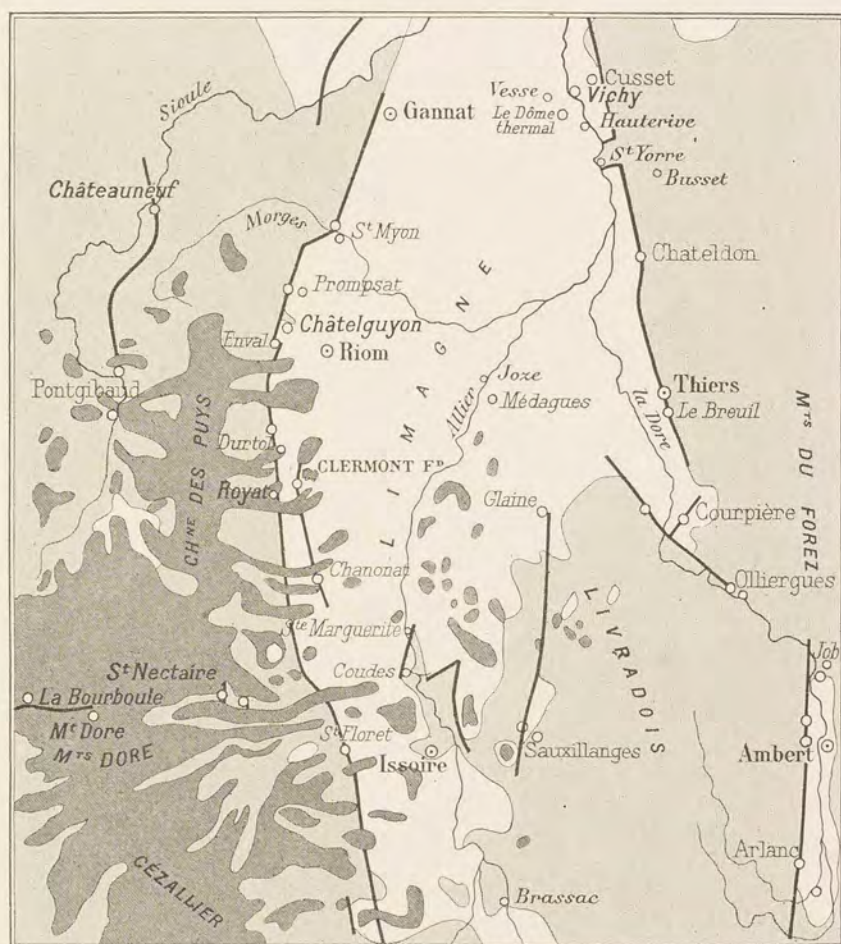 Sioule
Cusset
Vesse
Vichy
Gannat
Le Dôme
thermal
Hauterive
St Yorre
Busset
Châteauneuf
Morges
St Myon
Chateldon
Prompsat
Châtelguyon
Enval
Riom
LIMAGNE
Joze
Allier
Médagues
Pontgibaud
Thiers
Le Breuil
la Dore
MTS DU FOREZ
CHNE DES PUYS
Durtol
CLERMONT FD
Royat
Glaine
Courpière
Chanonat
Olliergues
LIVRADOIS
Ste Marguerite
Job
St Nectaire
Coudes
La Bourboule
Mt Dore
MTS DORE
St Floret
Issoire
Sauxillanges
Ambert
CÉZALLIER
Arlanc
Brassac